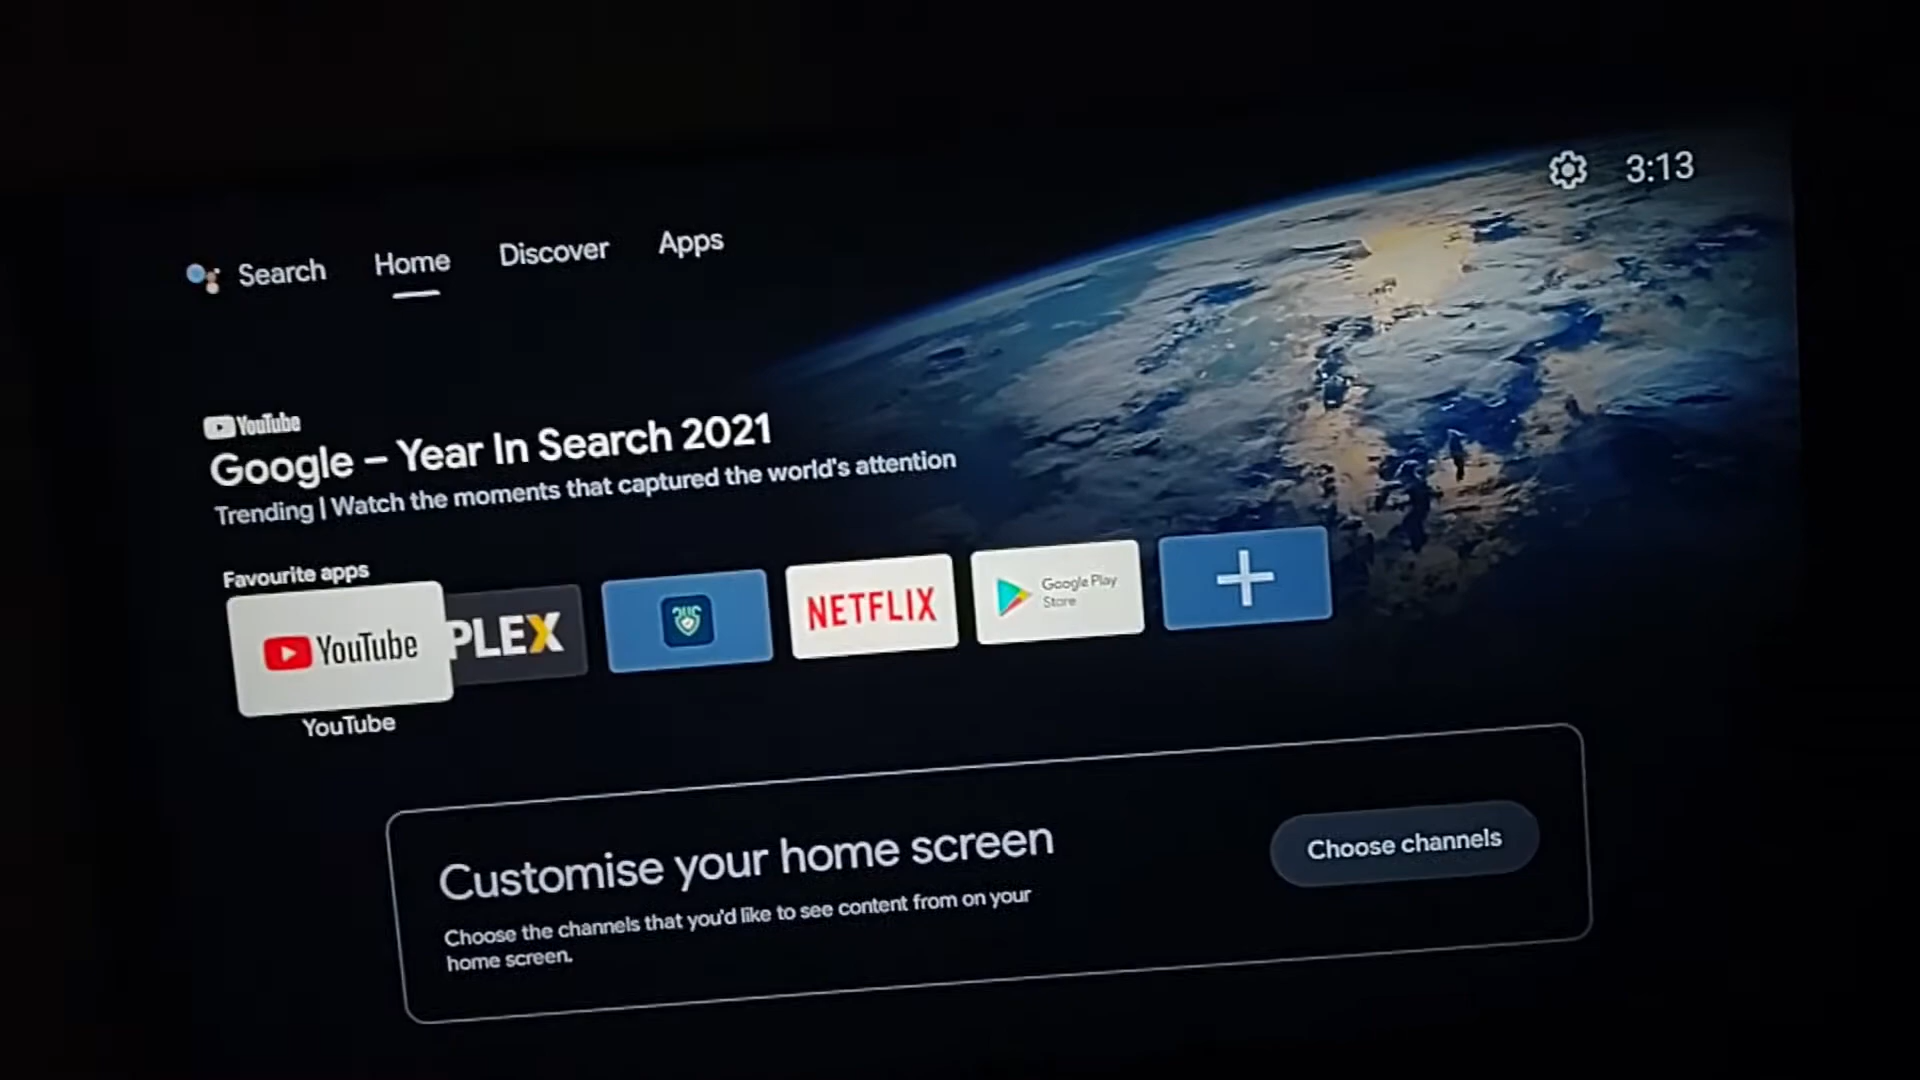 3:13
Search Home Discover Apps
YouTube
Google – Year In Search 2021
Trending | Watch the moments that captured the world's attention
Favourite apps
YouTube
PLEX
NETFLIX
Google Play
Store
YouTube
Customise your home screen
Choose the channels that you'd like to see content from on your
home screen.
Choose channels